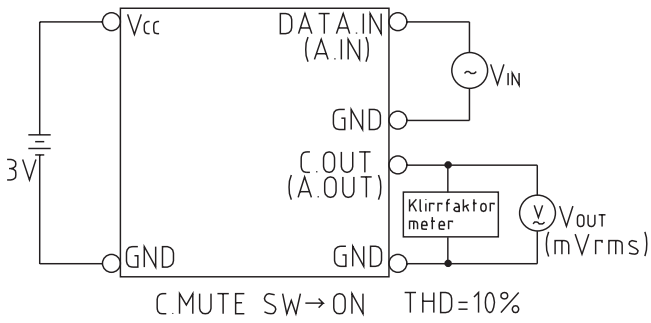 Vcc
DATA.IN
(A.IN)
~
VIN
GND
3V
C.OUT
(A.OUT)
Klirrfaktor
meter
V
~
VOUT
(mVrms)
GND
GND
C.MUTE SW→ON THD=10%